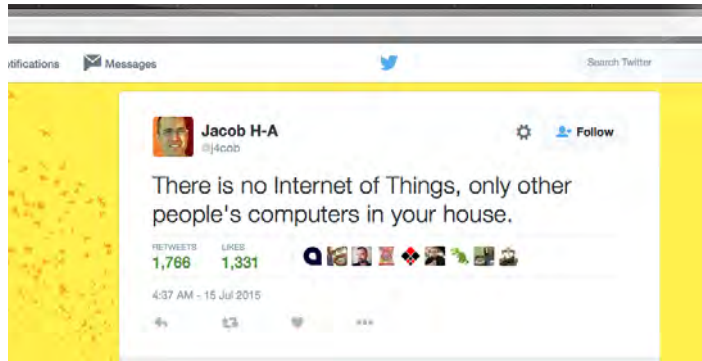 otifications Messages Search Twitter
Jacob H-A
@j4cob
Follow
There is no Internet of Things, only other
people's computers in your house.
RETWEETS LIKES
1,766 1,331
4:37 AM - 15 Jul 2015